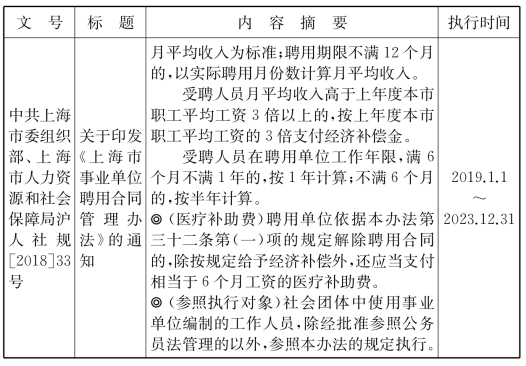 文 号 标 题 内 容 摘 要 执行时间
中共上海
市委组织
部、上海
市人力资
源和社会
保障局沪
人社规
[2018]33
号
关于印发
《上海市
事业单位
聘用合同
管理办
法》的通
知
月平均收入为标准;聘用期限不满12个月
的,以实际聘用月份数计算月平均收入。
受聘人员月平均收入高于上年度本市
职工平均工资3倍以上的,按上年度本市
职工平均工资的3倍支付经济补偿金。
受聘人员在聘用单位工作年限,满6
个月不满1年的,按1年计算;不满6个月
的,按半年计算。
◎(医疗补助费)聘用单位依据本办法第
三十二条第(一)项的规定解除聘用合同
的,除按规定给予经济补偿外,还应当支付
相当于6个月工资的医疗补助费。
◎(参照执行对象)社会团体中使用事业
单位编制的工作人员,除经批准参照公务
员法管理的以外,参照本办法的规定执行。
2019.1.1
~
2023.12.31